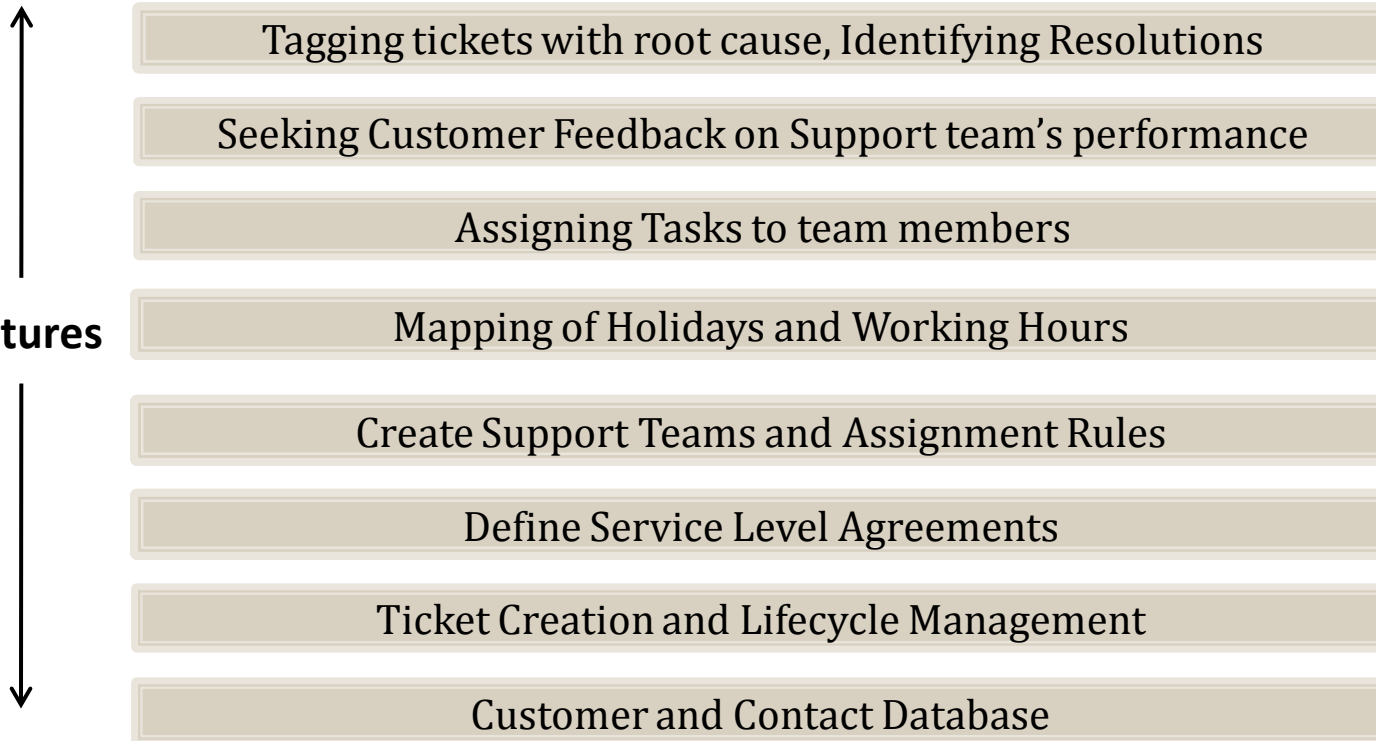 Tagging tickets with root cause, Identifying Resolutions
Seeking Customer Feedback on Support team’s performance
Assigning Tasks to team members
tures
Mapping of Holidays and Working Hours
Create Support Teams and Assignment Rules
Define Service Level Agreements
Ticket Creation and Lifecycle Management
Customer and Contact Database